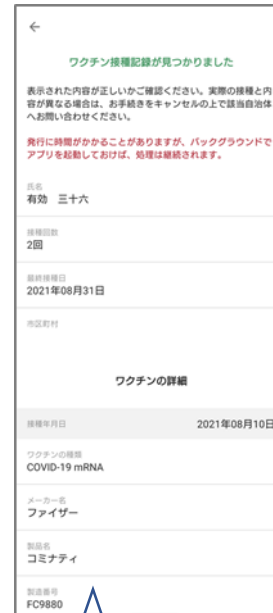 ワクチン接種記録が見つかりました
表示された内容が正しいかご確認ください。実際の接種と内
容が異なる場合は、お手続きをキャンセルの上で該当自治体
へお問い合わせください。
発行に時間がかかることがありますが、バックグラウンドで
アプリを起動しておけば、処理は継続されます。
氏名
有効 三十六
接種回数
2回
最終接種日
2021年08月31日
市区町村
ワクチンの詳細
接種年月日 2021年08月10日
ワクチンの種類
COVID-19 mRNA
メーカー名
ファイザー
製品名
コミナティ
製造番号
FC9880